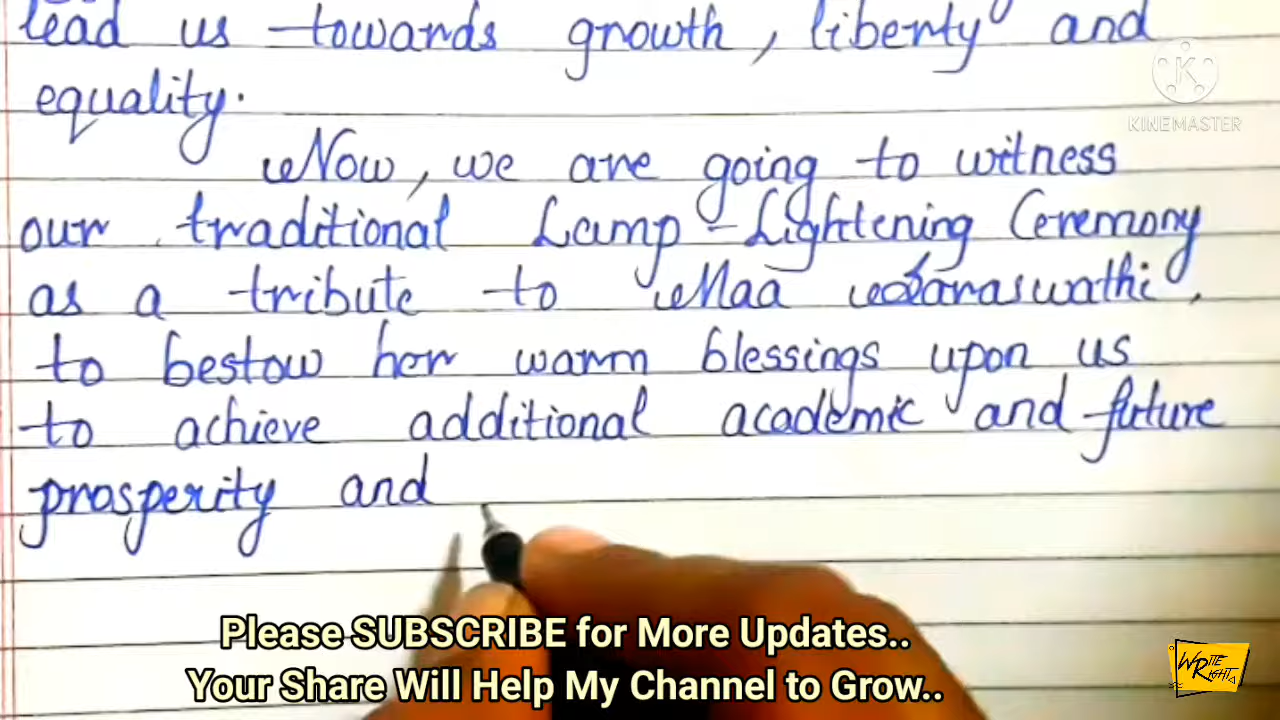 lead us towards growth, liberty and
KINEMASTER
equality.
Now, we are going to witness
our traditional Lamp-Lightening Ceremony
as a tribute to Maa Saraswathi,
to bestow her warm blessings upon us
to achieve additional academic and future
prosperity and
Please SUBSCRIBE for More Updates..
Your Share Will Help My Channel to Grow..
WRITE
RIGHT